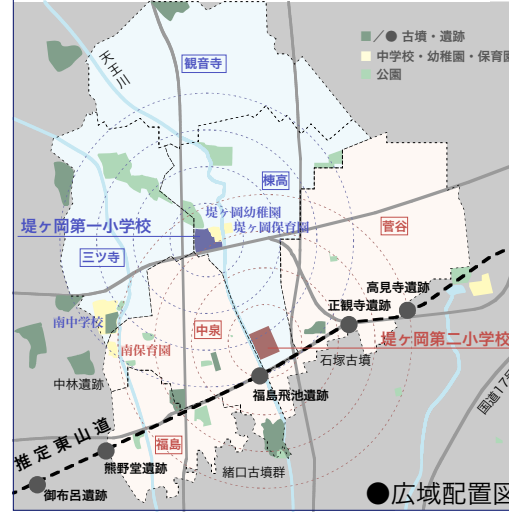 ／● 古墳・遺跡
中学校・幼稚園・保育園
公園
天王川
観音寺
棟高
堤ヶ岡幼稚園
堤ヶ岡保育園
堤ヶ岡第一小学校
菅谷
三ツ寺
高見寺遺跡
正観寺遺跡
南中学校
中泉
堤ヶ岡第二小学校
南保育園
石塚古墳
中林遺跡
福島飛池遺跡
国道17号
推定東山道
福島
熊野堂遺跡
緒口古墳群
御布呂遺跡
●広域配置図